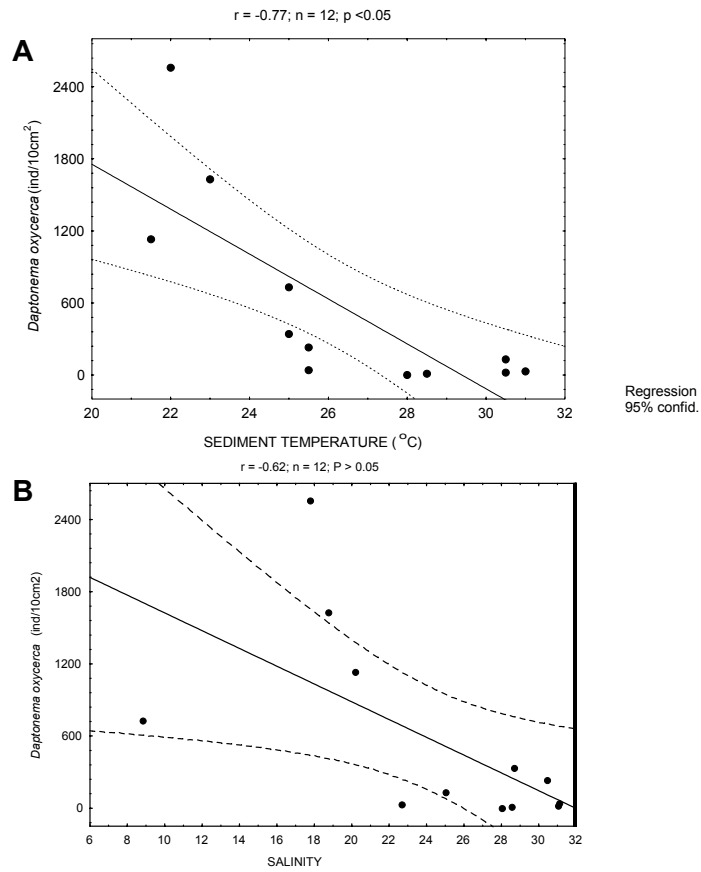 r = -0.77; n = 12; p <0.05
A
2400
1800
1200
600
0
Daptonema oxycerca (ind/10cm²)
20 22 24 26 28 30 32
SEDIMENT TEMPERATURE ( °C)
Regression
95% confid.
r = -0.62; n = 12; P > 0.05
B
2400
1800
1200
600
0
Daptonema oxycerca (ind/10cm2)
6 8 10 12 14 16 18 20 22 24 26 28 30 32
SALINITY